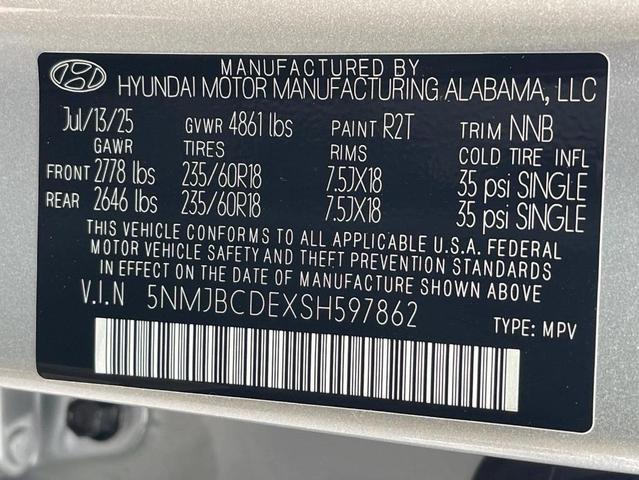 MANUFACTURED BY
HYUNDAI MOTOR MANUFACTURING ALABAMA, LLC
Jul/13/25 GVWR 4861 lbs PAINT R2T TRIM NNB
GAWR TIRES RIMS COLD TIRE INFL
FRONT 2778 lbs 235/60R18 7.5JX18 35 psi SINGLE
REAR 2646 lbs 235/60R18 7.5JX18 35 psi SINGLE
THIS VEHICLE CONFORMS TO ALL APPLICABLE U.S.A. FEDERAL
MOTOR VEHICLE SAFETY AND THEFT PREVENTION STANDARDS
IN EFFECT ON THE DATE OF MANUFACTURE SHOWN ABOVE
V.I.N 5NMJBCDEXSH597862
TYPE: MPV